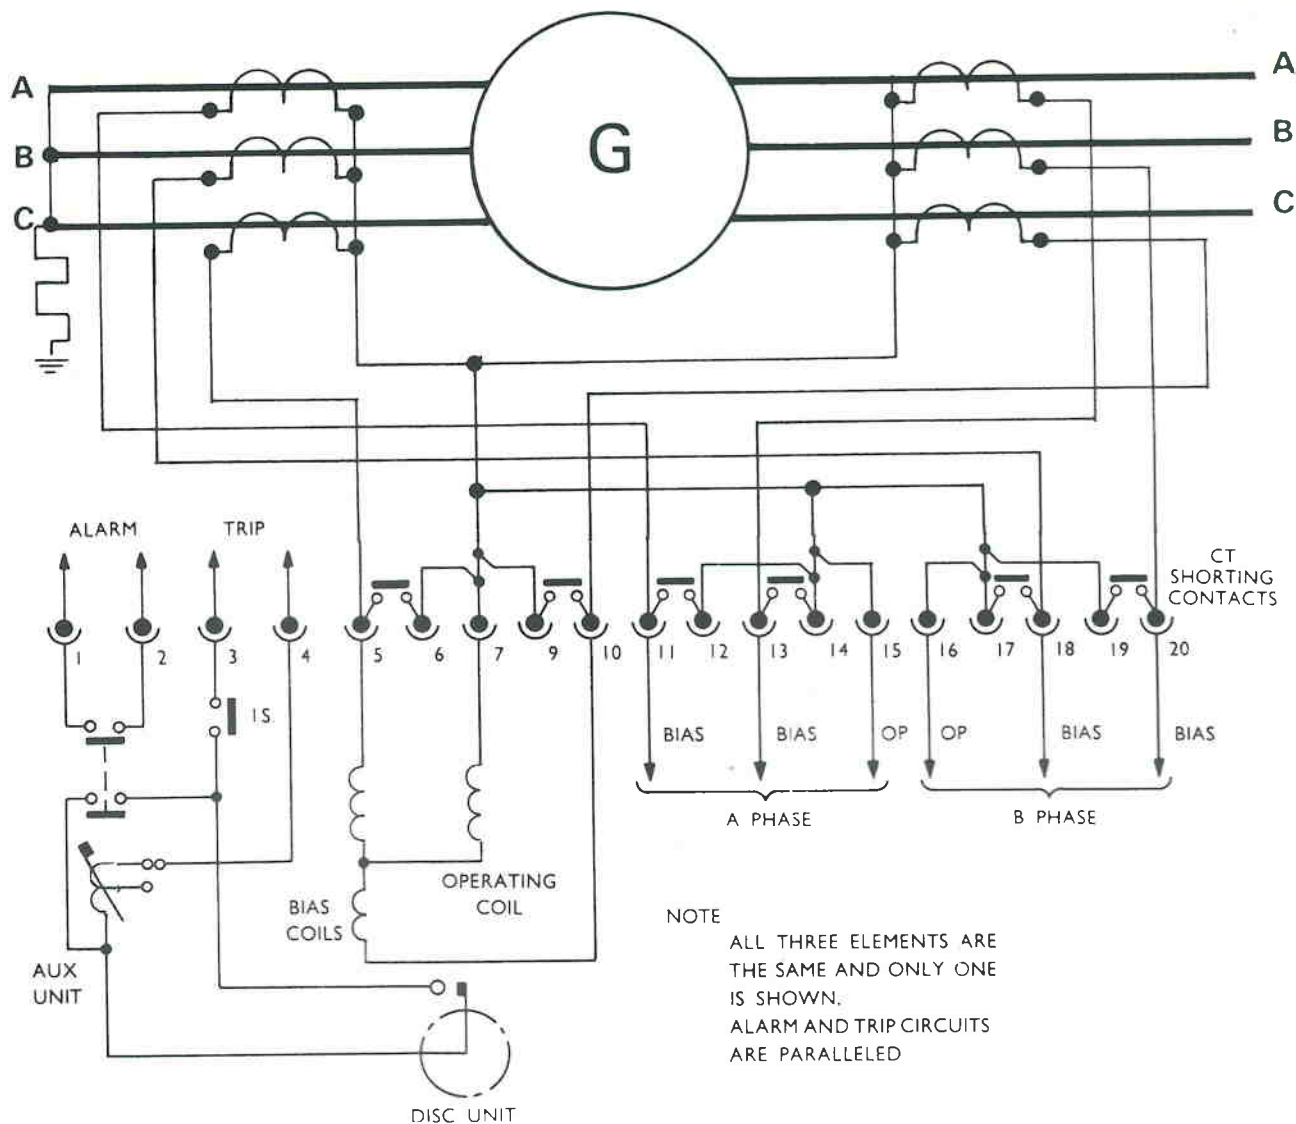 A
B
C
G
A
B
C
ALARM
TRIP
CT
SHORTING
CONTACTS
1 2 3 4 5 6 7 9 10 11 12 13 14 15 16 17 18 19 20
I S.
BIAS BIAS OP OP BIAS BIAS
A PHASE
B PHASE
OPERATING
COIL
BIAS
COILS
AUX
UNIT
DISC UNIT
NOTE
ALL THREE ELEMENTS ARE
THE SAME AND ONLY ONE
IS SHOWN.
ALARM AND TRIP CIRCUITS
ARE PARALLELED